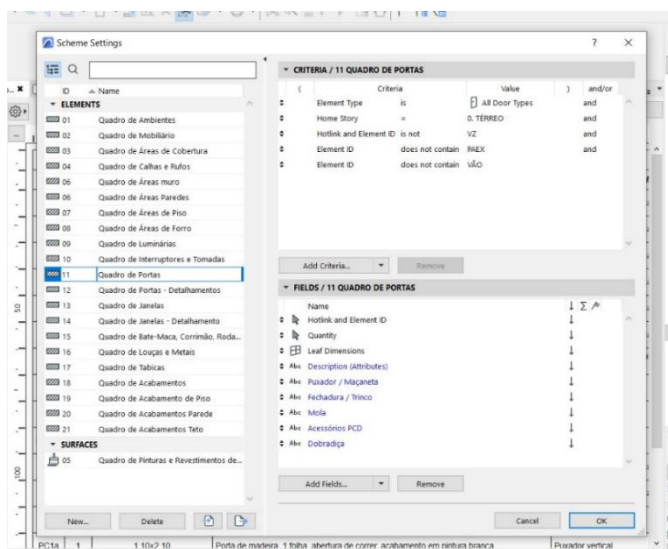 Scheme Settings
?
ID Name
ELEMENTS
01 Quadro de Ambientes
02 Quadro de Mobiliário
03 Quadro de Áreas de Cobertura
04 Quadro de Calhas e Rufos
06 Quadro de Áreas muro
06 Quadro de Áreas Paredes
07 Quadro de Áreas de Piso
08 Quadro de Áreas de Forro
09 Quadro de Luminárias
10 Quadro de Interruptores e Tomadas
11 Quadro de Portas
12 Quadro de Portas - Detalhamentos
13 Quadro de Janelas
14 Quadro de Janelas - Detalhamento
15 Quadro de Bate-Maca, Corrimão, Roda...
16 Quadro de Louças e Metais
17 Quadro de Tabicas
18 Quadro de Acabamentos
19 Quadro de Acabamento de Piso
20 Quadro de Acabamentos Parede
21 Quadro de Acabamentos Teto
SURFACES
05 Quadro de Pinturas e Revestimentos de...
New... Delete
CRITERIA / 11 QUADRO DE PORTAS
( Criteria Value ) and/or
Element Type is All Door Types and
Home Story = 0. TÉRREO and
Hotlink and Element ID is not VZ and
Element ID does not contain PAEX and
Element ID does not contain VÃO
Add Criteria... Remove
FIELDS / 11 QUADRO DE PORTAS
Name
Hotlink and Element ID
Quantity
Leaf Dimensions
Abc Description (Attributes)
Abc Puxador / Maçaneta
Abc Fechadura / Trinco
Abc Mola
Abc Acessórios PCD
Abc Dobradiça
Add Fields... Remove
Cancel OK
50
100
PC1a 1 1,10x2,10 Porta de madeira, 1 folha, abertura de correr, acabamento em pintura branca Puxador vertical